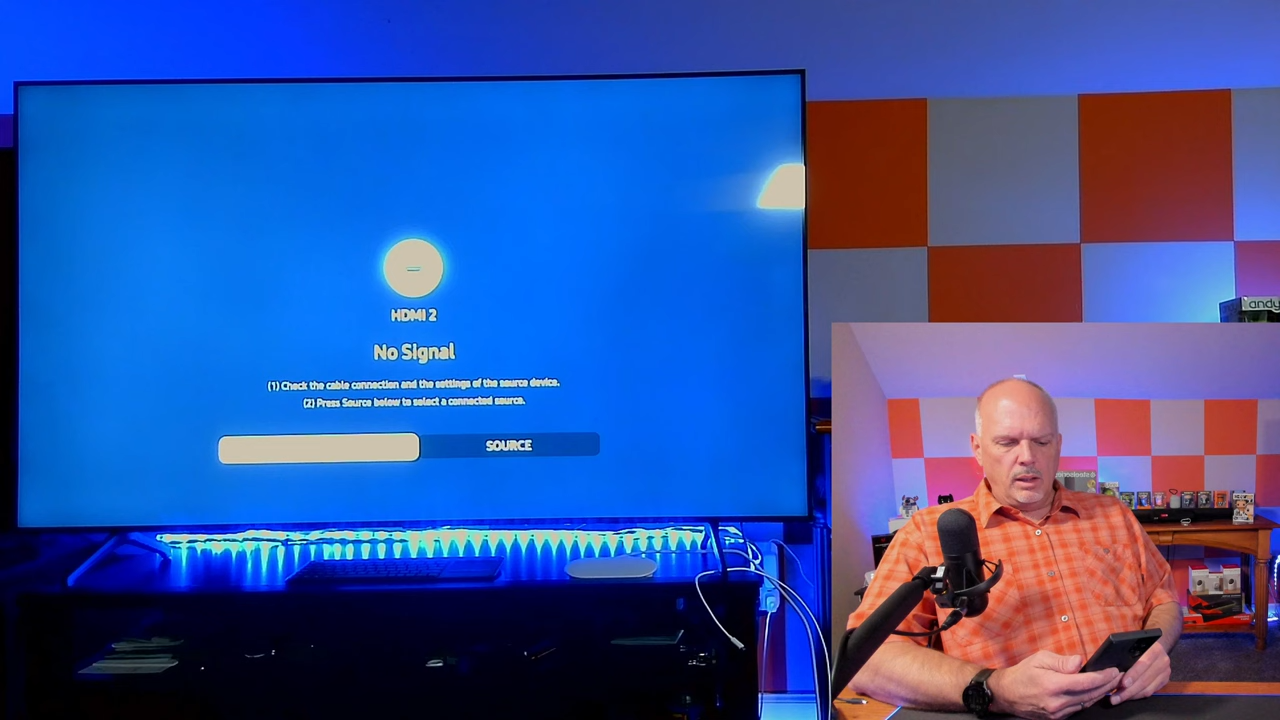 HDMI 2
No Signal
(1) Check the cable connection and the settings of the source device.
(2) Press Source below to select a connected source.
SOURCE
andy